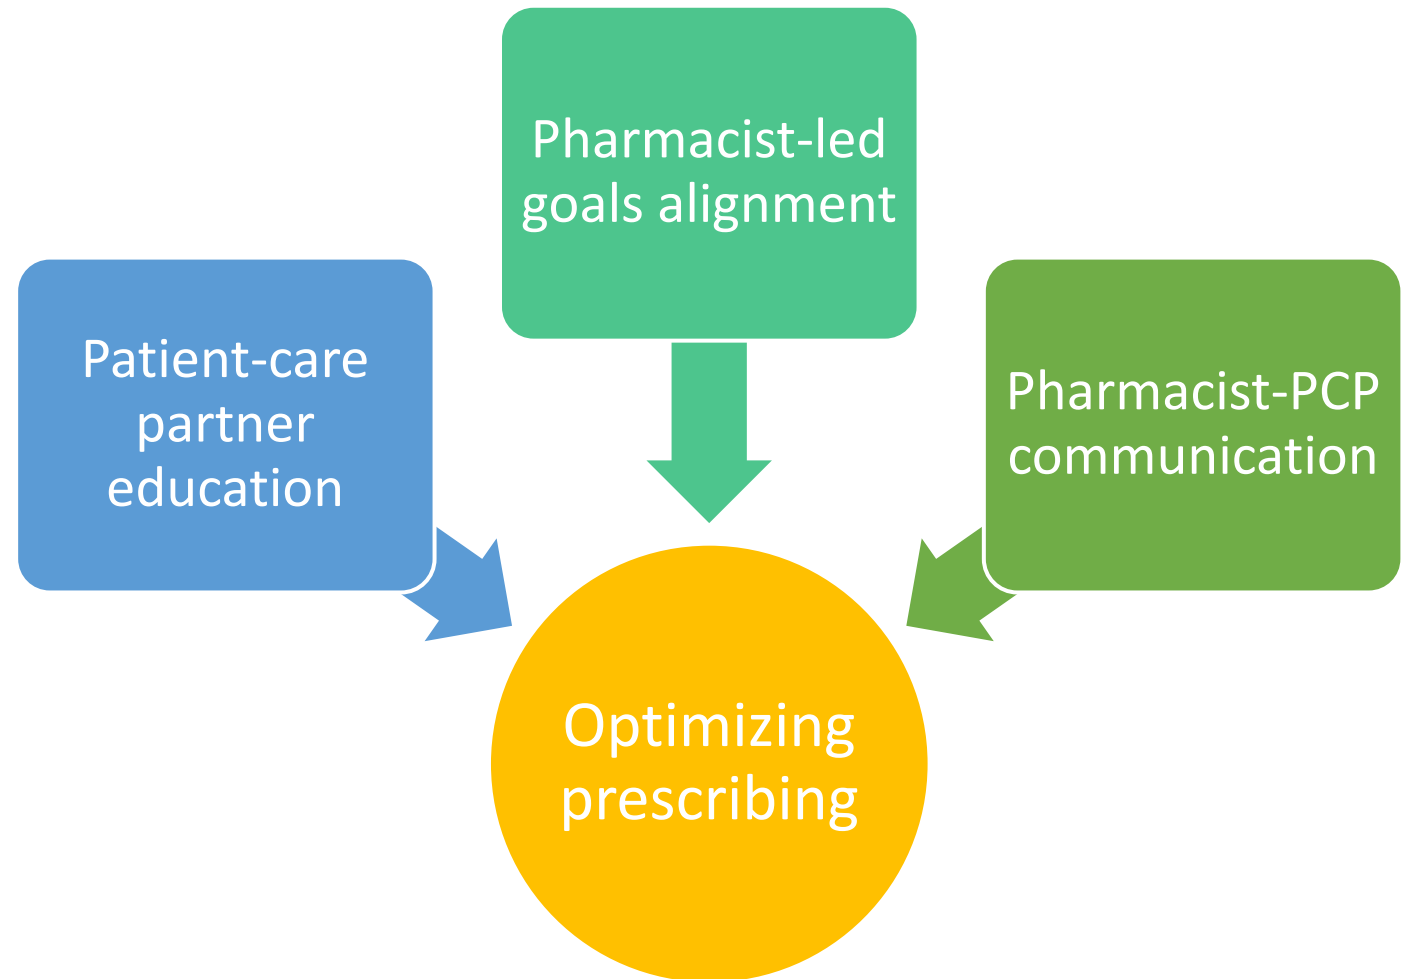 Pharmacist-led
goals alignment
Patient-care
partner
education
Pharmacist-PCP
communication
Optimizing
prescribing